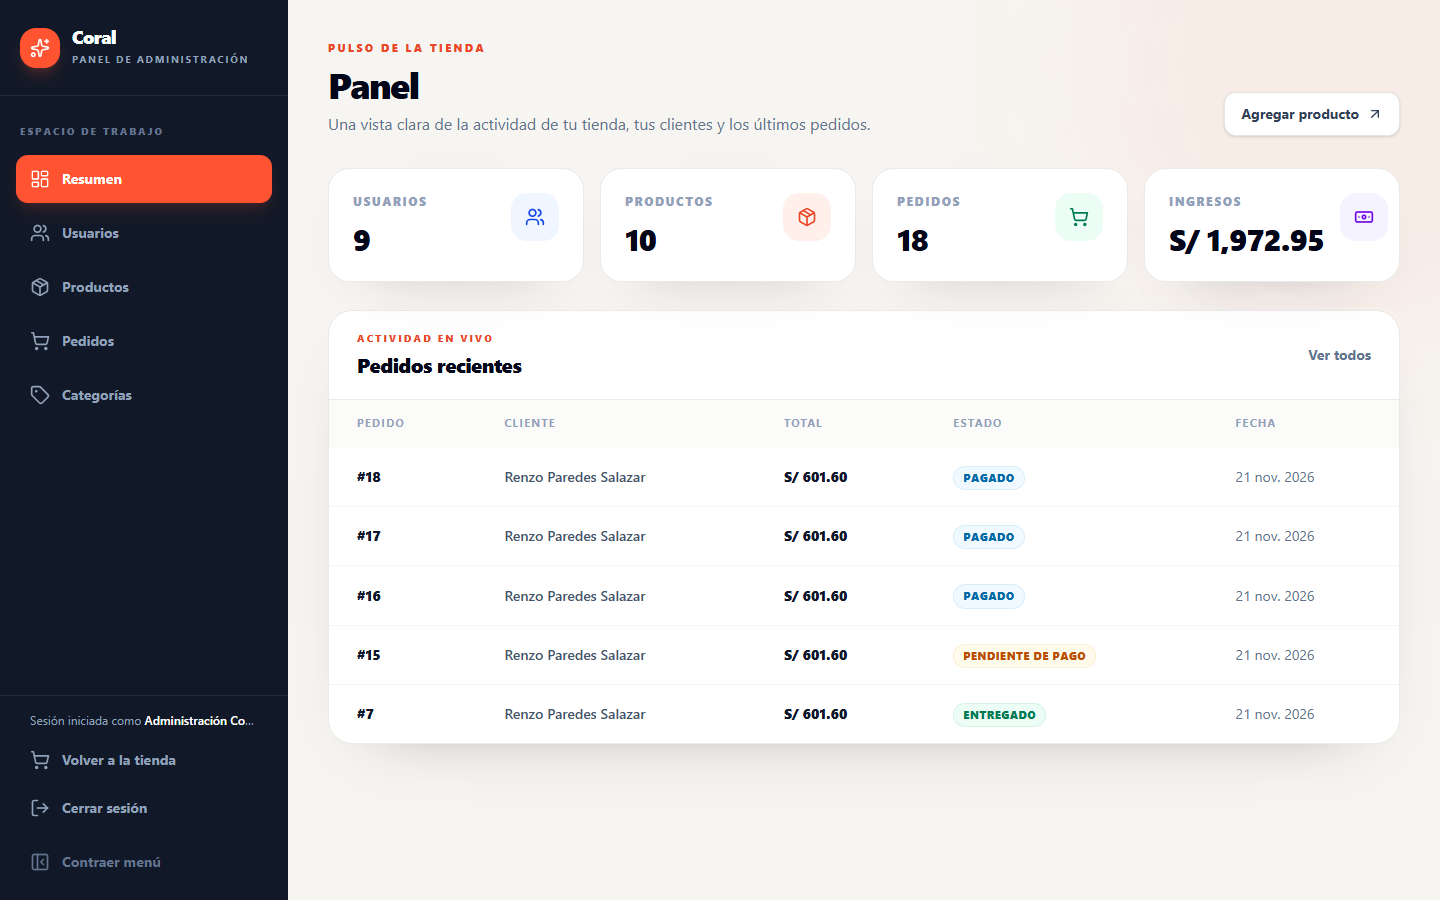 Coral
PANEL DE ADMINISTRACIÓN
ESPACIO DE TRABAJO
Resumen
Usuarios
Productos
Pedidos
Categorías
Sesión iniciada como Administración Co...
Volver a la tienda
Cerrar sesión
Contraer menú
PULSO DE LA TIENDA
Panel
Una vista clara de la actividad de tu tienda, tus clientes y los últimos pedidos.
Agregar producto
USUARIOS
9
PRODUCTOS
10
PEDIDOS
18
INGRESOS
S/ 1,972.95
ACTIVIDAD EN VIVO
Pedidos recientes
Ver todos
PEDIDO CLIENTE TOTAL ESTADO FECHA
#18 Renzo Paredes Salazar S/ 601.60 PAGADO 21 nov. 2026
#17 Renzo Paredes Salazar S/ 601.60 PAGADO 21 nov. 2026
#16 Renzo Paredes Salazar S/ 601.60 PAGADO 21 nov. 2026
#15 Renzo Paredes Salazar S/ 601.60 PENDIENTE DE PAGO 21 nov. 2026
#7 Renzo Paredes Salazar S/ 601.60 ENTREGADO 21 nov. 2026